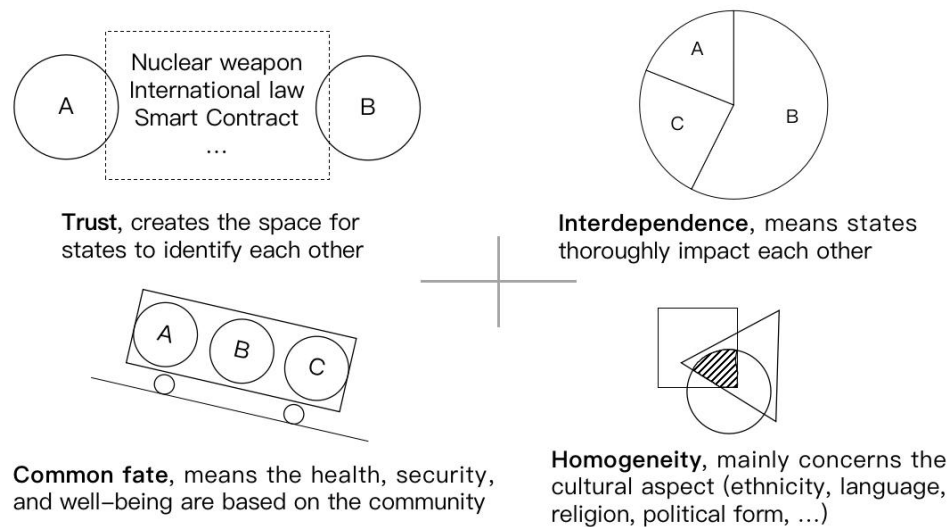 A
Nuclear weapon
International law
Smart Contract
...
B
Trust, creates the space for
states to identify each other
A
B
C
Interdependence, means states
thoroughly impact each other
A
B
C
Common fate, means the health, security,
and well-being are based on the community
Homogeneity, mainly concerns the
cultural aspect (ethnicity, language,
religion, political form, ...)